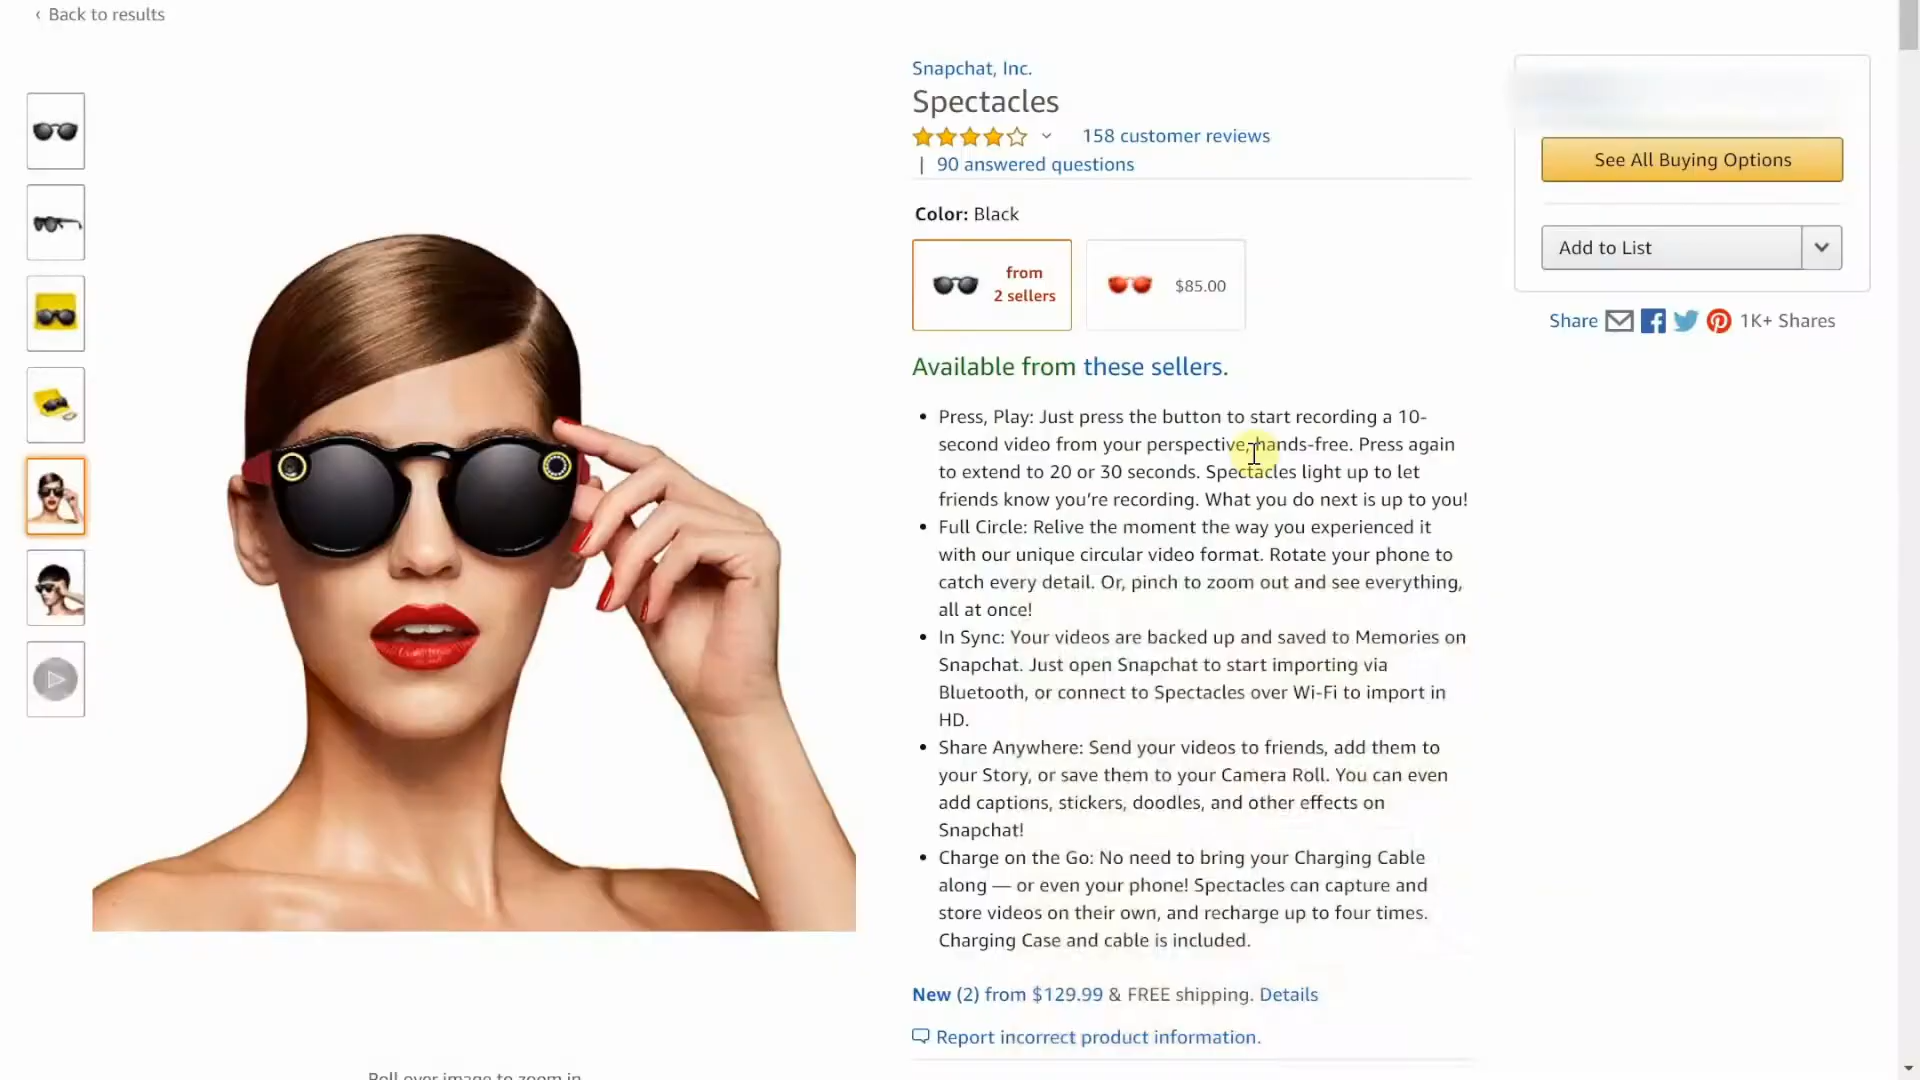 ‹ Back to results
Snapchat, Inc.
Spectacles
158 customer reviews
| 90 answered questions
Color: Black
from
2 sellers
$85.00
Available from these sellers.
• Press, Play: Just press the button to start recording a 10-
second video from your perspective, hands-free. Press again
to extend to 20 or 30 seconds. Spectacles light up to let
friends know you’re recording. What you do next is up to you!
• Full Circle: Relive the moment the way you experienced it
with our unique circular video format. Rotate your phone to
catch every detail. Or, pinch to zoom out and see everything,
all at once!
• In Sync: Your videos are backed up and saved to Memories on
Snapchat. Just open Snapchat to start importing via
Bluetooth, or connect to Spectacles over Wi-Fi to import in
HD.
• Share Anywhere: Send your videos to friends, add them to
your Story, or save them to your Camera Roll. You can even
add captions, stickers, doodles, and other effects on
Snapchat!
• Charge on the Go: No need to bring your Charging Cable
along — or even your phone! Spectacles can capture and
store videos on their own, and recharge up to four times.
Charging Case and cable is included.
New (2) from $129.99 & FREE shipping. Details
Report incorrect product information.
Roll over image to zoom in
See All Buying Options
Add to List
Share 1K+ Shares